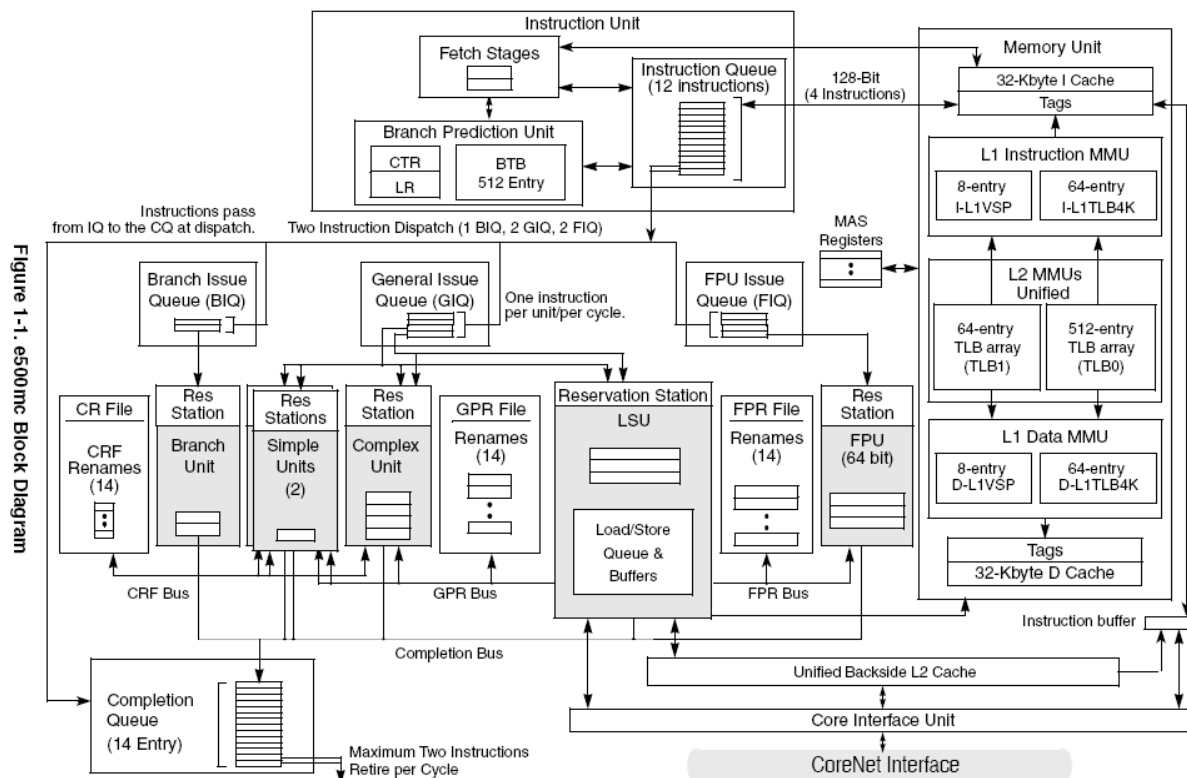 Instruction Unit
Fetch Stages
Instruction Queue
(12 instructions)
128-Bit
(4 Instructions)
Memory Unit
32-Kbyte I Cache
Tags
Branch Prediction Unit
CTR
LR
BTB
512 Entry
L1 Instruction MMU
8-entry
I-L1VSP
64-entry
I-L1TLB4K
Instructions pass
from IQ to the CQ at dispatch.
Two Instruction Dispatch (1 BIQ, 2 GIQ, 2 FIQ)
MAS
Registers
Branch Issue
Queue (BIQ)
General Issue
Queue (GIQ)
One instruction
per unit/per cycle.
FPU Issue
Queue (FIQ)
L2 MMUs
Unified
64-entry
TLB array
(TLB1)
512-entry
TLB array
(TLB0)
Figure 1-1. e500mc Block Diagram
CR File
CRF
Renames
(14)
Res
Station
Branch
Unit
Res
Stations
Simple
Units
(2)
Res
Station
Complex
Unit
GPR File
Renames
(14)
Reservation Station
LSU
Load/Store
Queue &
Buffers
FPR File
Renames
(14)
Res
Station
FPU
(64 bit)
L1 Data MMU
8-entry
D-L1VSP
64-entry
D-L1TLB4K
Tags
32-Kbyte D Cache
CRF Bus
GPR Bus
FPR Bus
Instruction buffer
Completion Bus
Unified Backside L2 Cache
Completion
Queue
(14 Entry)
Core Interface Unit
Maximum Two Instructions
Retire per Cycle
CoreNet Interface